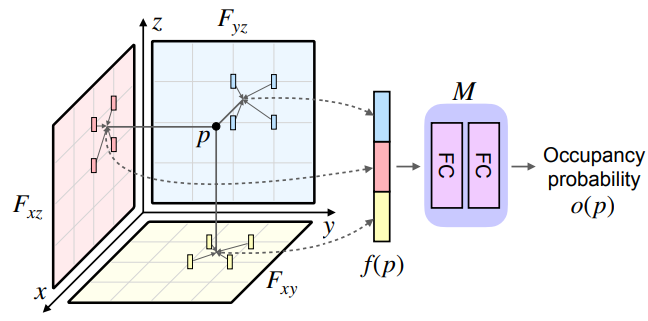 z
F_yz
M
p
FC
FC
Occupancy
probability
o(p)
F_xz
y
f(p)
F_xy
x